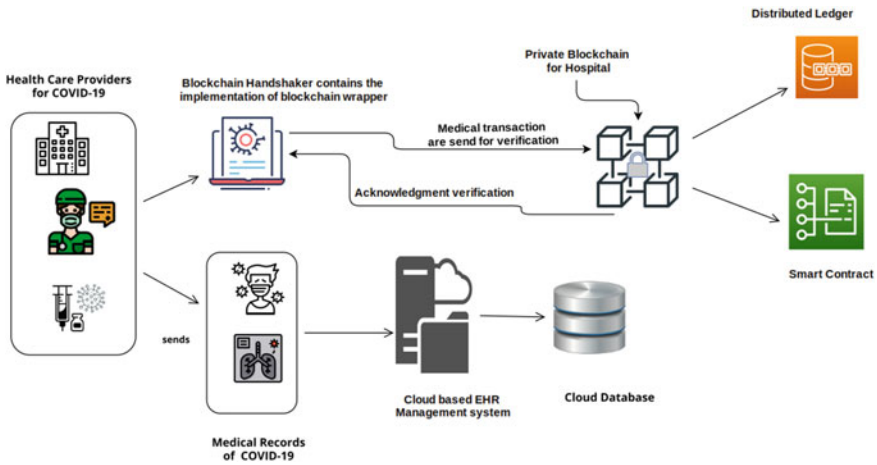 Distributed Ledger
Private Blockchain
for Hospital
Health Care Providers
for COVID-19
Blockchain Handshaker contains the
implementation of blockchain wrapper
Medical transaction
are send for verification
Acknowledgment verification
Smart Contract
sends
Cloud based EHR
Management system
Cloud Database
Medical Records
of COVID-19